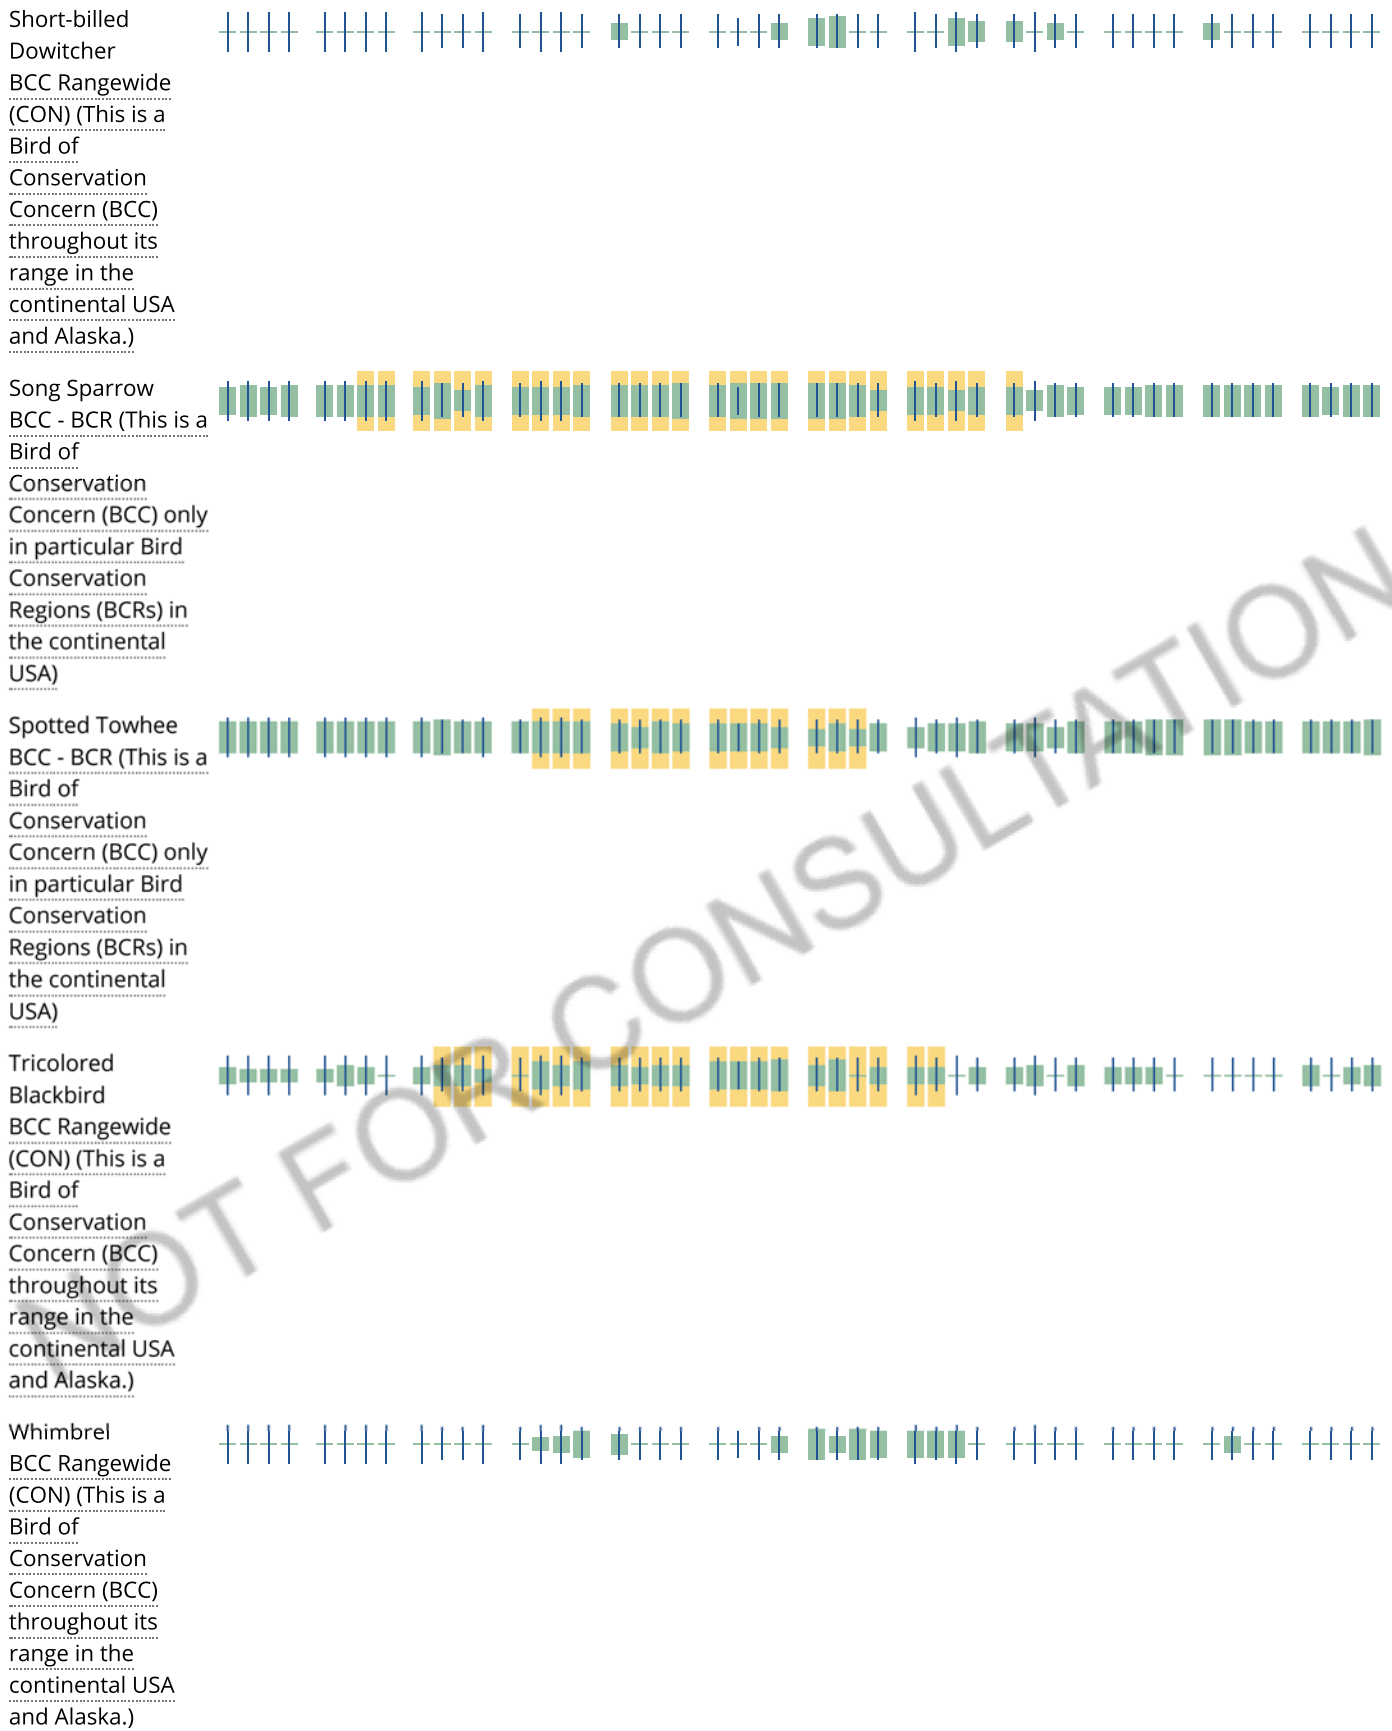 Short-billed
Dowitcher
BCC Rangewide
(CON) (This is a
Bird of
Conservation
Concern (BCC)
throughout its
range in the
continental USA
and Alaska.)
Song Sparrow
BCC - BCR (This is a
Bird of
Conservation
Concern (BCC) only
in particular Bird
Conservation
Regions (BCRs) in
the continental
USA)
Spotted Towhee
BCC - BCR (This is a
Bird of
Conservation
Concern (BCC) only
in particular Bird
Conservation
Regions (BCRs) in
the continental
USA)
Tricolored
Blackbird
BCC Rangewide
(CON) (This is a
Bird of
Conservation
Concern (BCC)
throughout its
range in the
continental USA
and Alaska.)
Whimbrel
BCC Rangewide
(CON) (This is a
Bird of
Conservation
Concern (BCC)
throughout its
range in the
continental USA
and Alaska.)
NOT FOR CONSULTATION